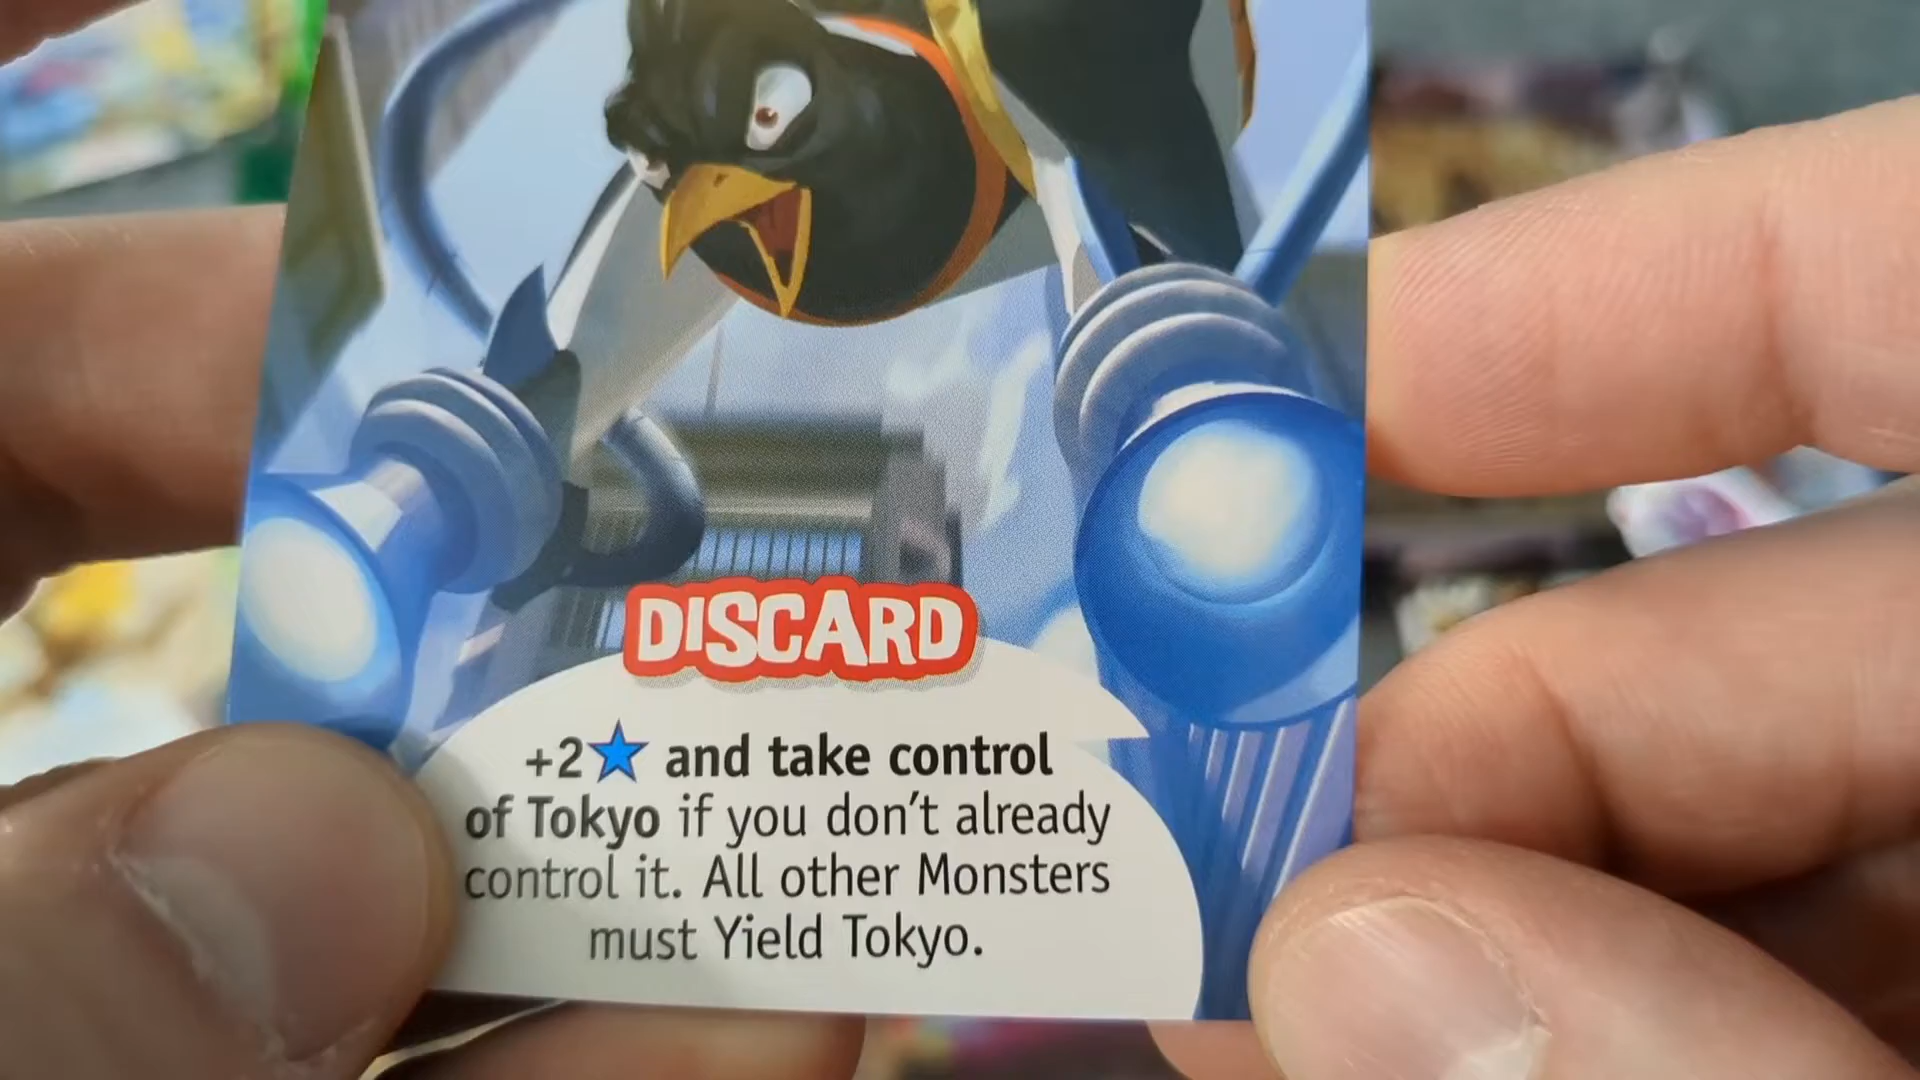 DISCARD
+2★ and take control
of Tokyo if you don't already
control it. All other Monsters
must Yield Tokyo.